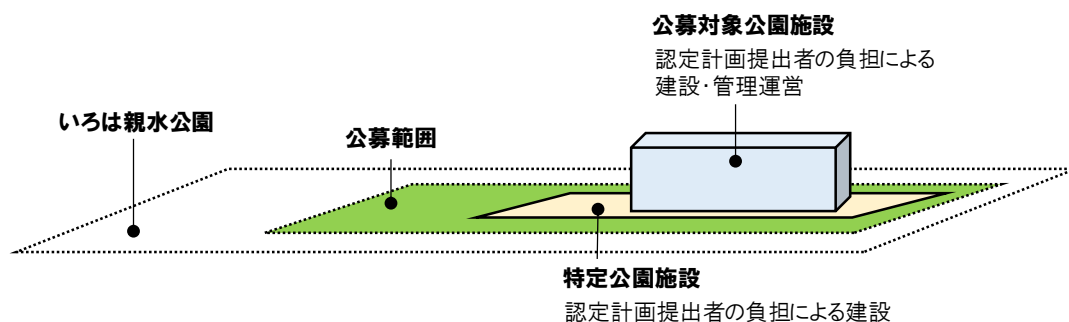 公募対象公園施設
認定計画提出者の負担による
建設・管理運営
いろは親水公園
公募範囲
特定公園施設
認定計画提出者の負担による建設